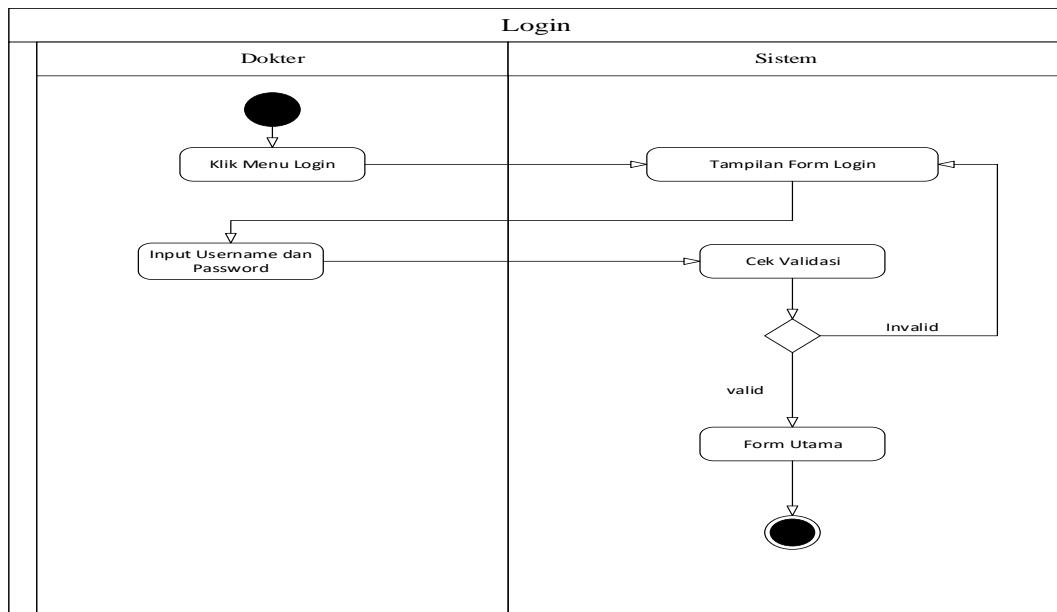 Login
Dokter
Sistem
Klik Menu Login
Tampilan Form Login
Input Username dan
Password
Cek Validasi
Invalid
valid
Form Utama